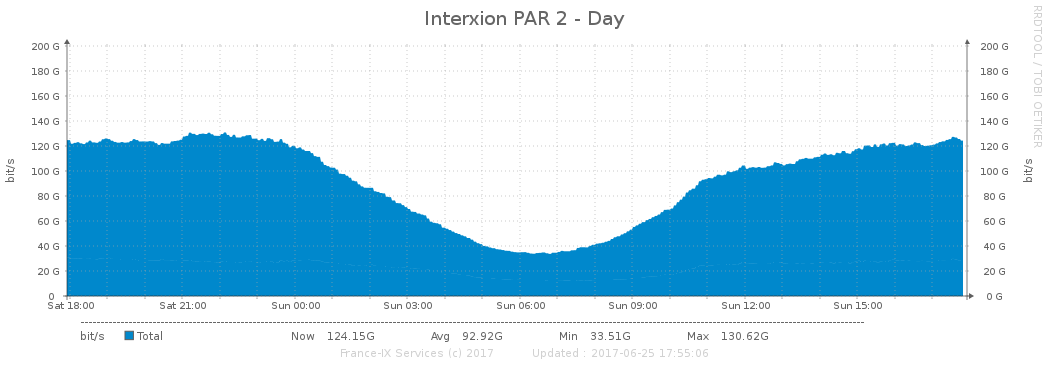 Interxion PAR 2 - Day
RRDTOOL / TOBI OETIKER
200 G 200 G
180 G 180 G
160 G 160 G
140 G 140 G
120 G 120 G
100 G 100 G
80 G 80 G
60 G 60 G
40 G 40 G
20 G 20 G
0 0 G
bit/s bit/s
Sat 18:00 Sat 21:00 Sun 00:00 Sun 03:00 Sun 06:00 Sun 09:00 Sun 12:00 Sun 15:00
bit/s Total Now 124.15G Avg 92.92G Min 33.51G Max 130.62G
France-IX Services (c) 2017 Updated : 2017-06-25 17:55:06